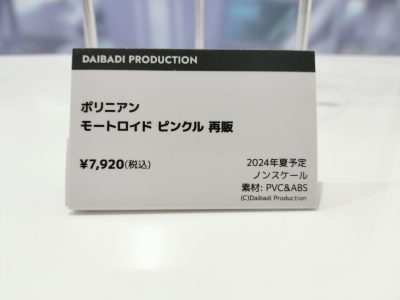 DAIBADI PRODUCTION
ポリニアン
モートロイド ピンクル 再販
¥7,920(税込)
2024年夏予定
ノンスケール
素材: PVC&ABS
(C)Daibadi Production